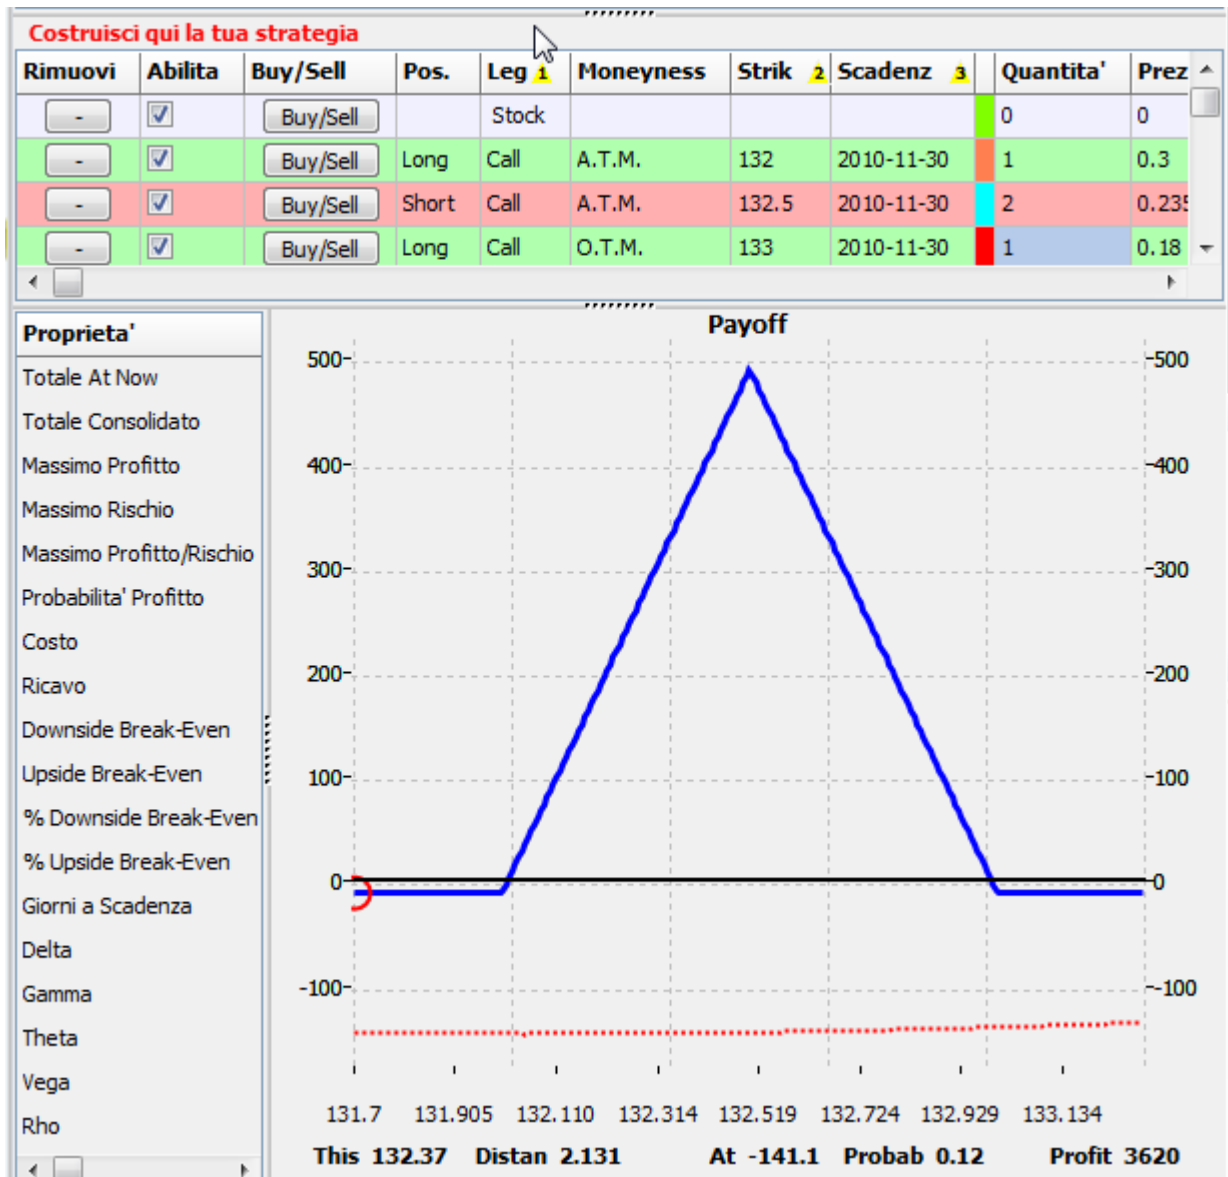 Costruisci qui la tua strategia
Rimuovi Abilita Buy/Sell Pos. Leg 1 Moneyness Strik 2 Scadenz 3 Quantita' Prez
- Buy/Sell Stock 0 0
- Buy/Sell Long Call A.T.M. 132 2010-11-30 1 0.3
- Buy/Sell Short Call A.T.M. 132.5 2010-11-30 2 0.235
- Buy/Sell Long Call O.T.M. 133 2010-11-30 1 0.18
Proprieta'
Totale At Now
Totale Consolidato
Massimo Profitto
Massimo Rischio
Massimo Profitto/Rischio
Probabilita' Profitto
Costo
Ricavo
Downside Break-Even
Upside Break-Even
% Downside Break-Even
% Upside Break-Even
Giorni a Scadenza
Delta
Gamma
Theta
Vega
Rho
Payoff
500- -500
400- -400
300- -300
200- -200
100- -100
0- -0
-100- --100
131.7 131.905 132.110 132.314 132.519 132.724 132.929 133.134
This 132.37 Distan 2.131 At -141.1 Probab 0.12 Profit 3620